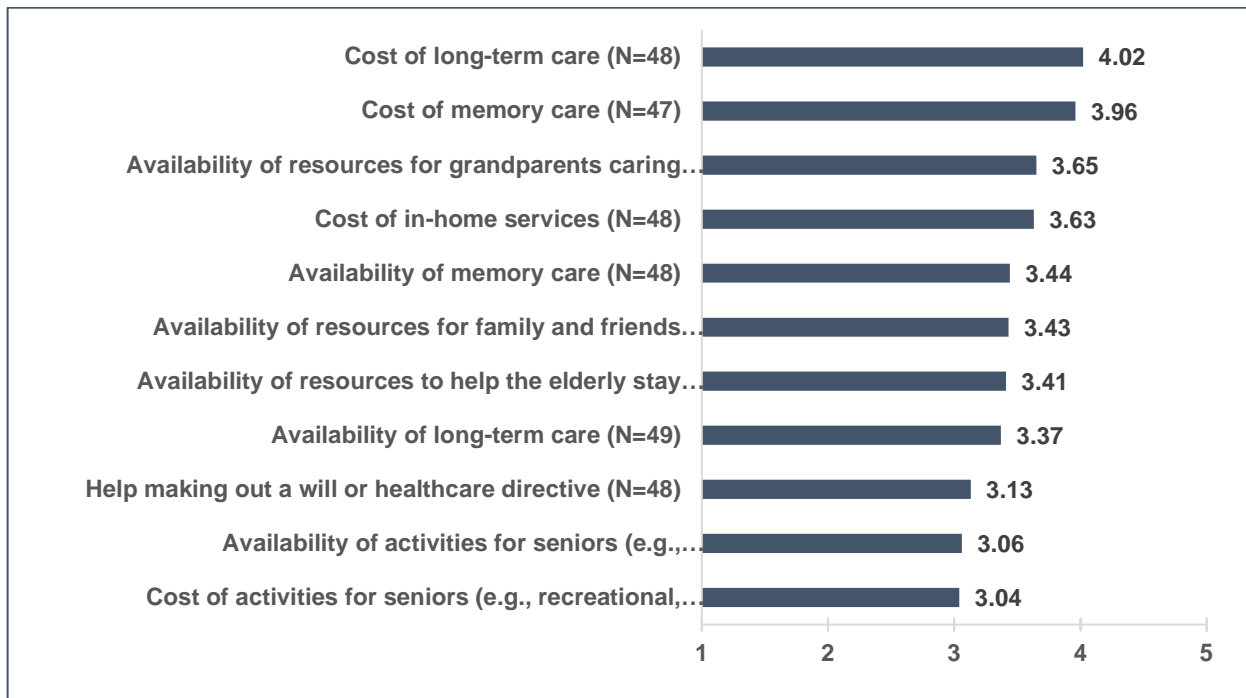 Cost of long-term care (N=48)
4.02
Cost of memory care (N=47)
3.96
Availability of resources for grandparents caring…
3.65
Cost of in-home services (N=48)
3.63
Availability of memory care (N=48)
3.44
Availability of resources for family and friends…
3.43
Availability of resources to help the elderly stay…
3.41
Availability of long-term care (N=49)
3.37
Help making out a will or healthcare directive (N=48)
3.13
Availability of activities for seniors (e.g.,…
3.06
Cost of activities for seniors (e.g., recreational,…
3.04
1 2 3 4 5